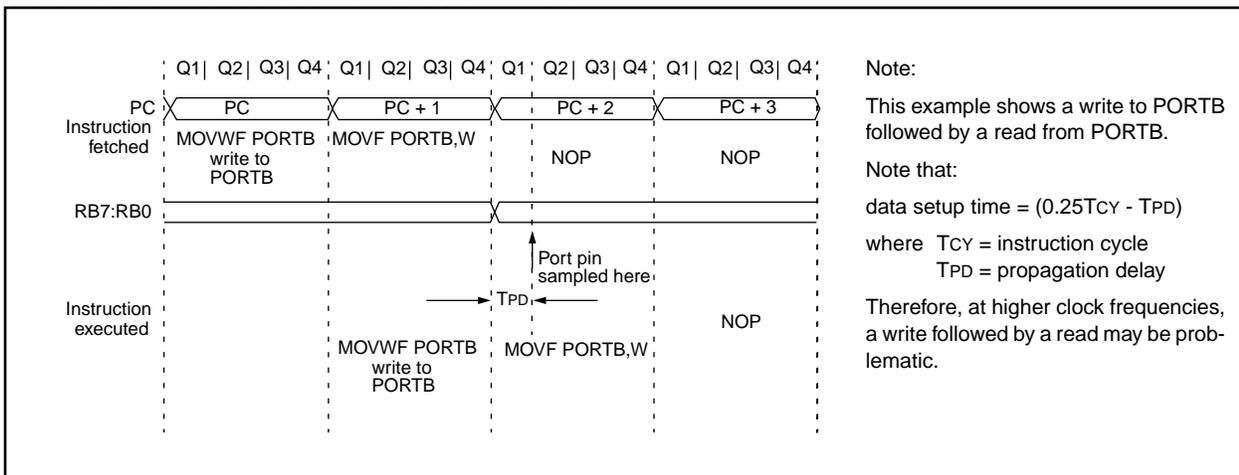 Q1| Q2| Q3| Q4 Q1| Q2| Q3| Q4 Q1 | Q2| Q3| Q4 Q1| Q2| Q3| Q4
PC PC PC + 1 PC + 2 PC + 3
Instruction
fetched
MOVWF PORTB
write to
PORTB
MOVF PORTB,W
NOP
NOP
RB7:RB0
Port pin
sampled here
TPD
Instruction
executed
MOVWF PORTB
write to
PORTB
MOVF PORTB,W
NOP
Note:
This example shows a write to PORTB
followed by a read from PORTB.
Note that:
data setup time = (0.25TCY - TPD)
where TCY = instruction cycle
TPD = propagation delay
Therefore, at higher clock frequencies,
a write followed by a read may be prob-
lematic.